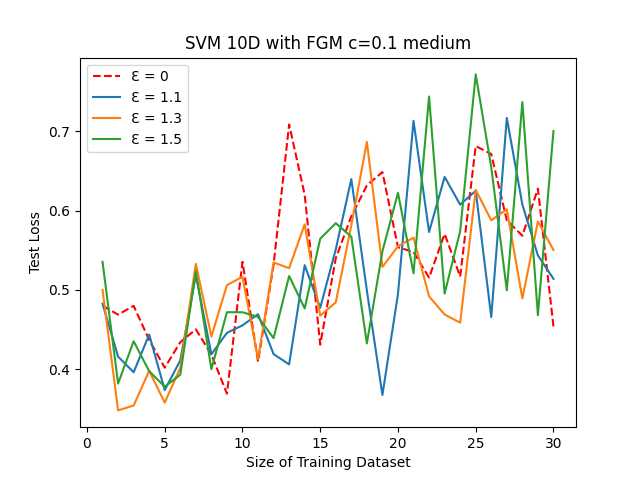 SVM 10D with FGM c=0.1 medium
Ɛ = 0
Ɛ = 1.1
Ɛ = 1.3
Ɛ = 1.5
0.7
0.6
0.5
0.4
Test Loss
0 5 10 15 20 25 30
Size of Training Dataset